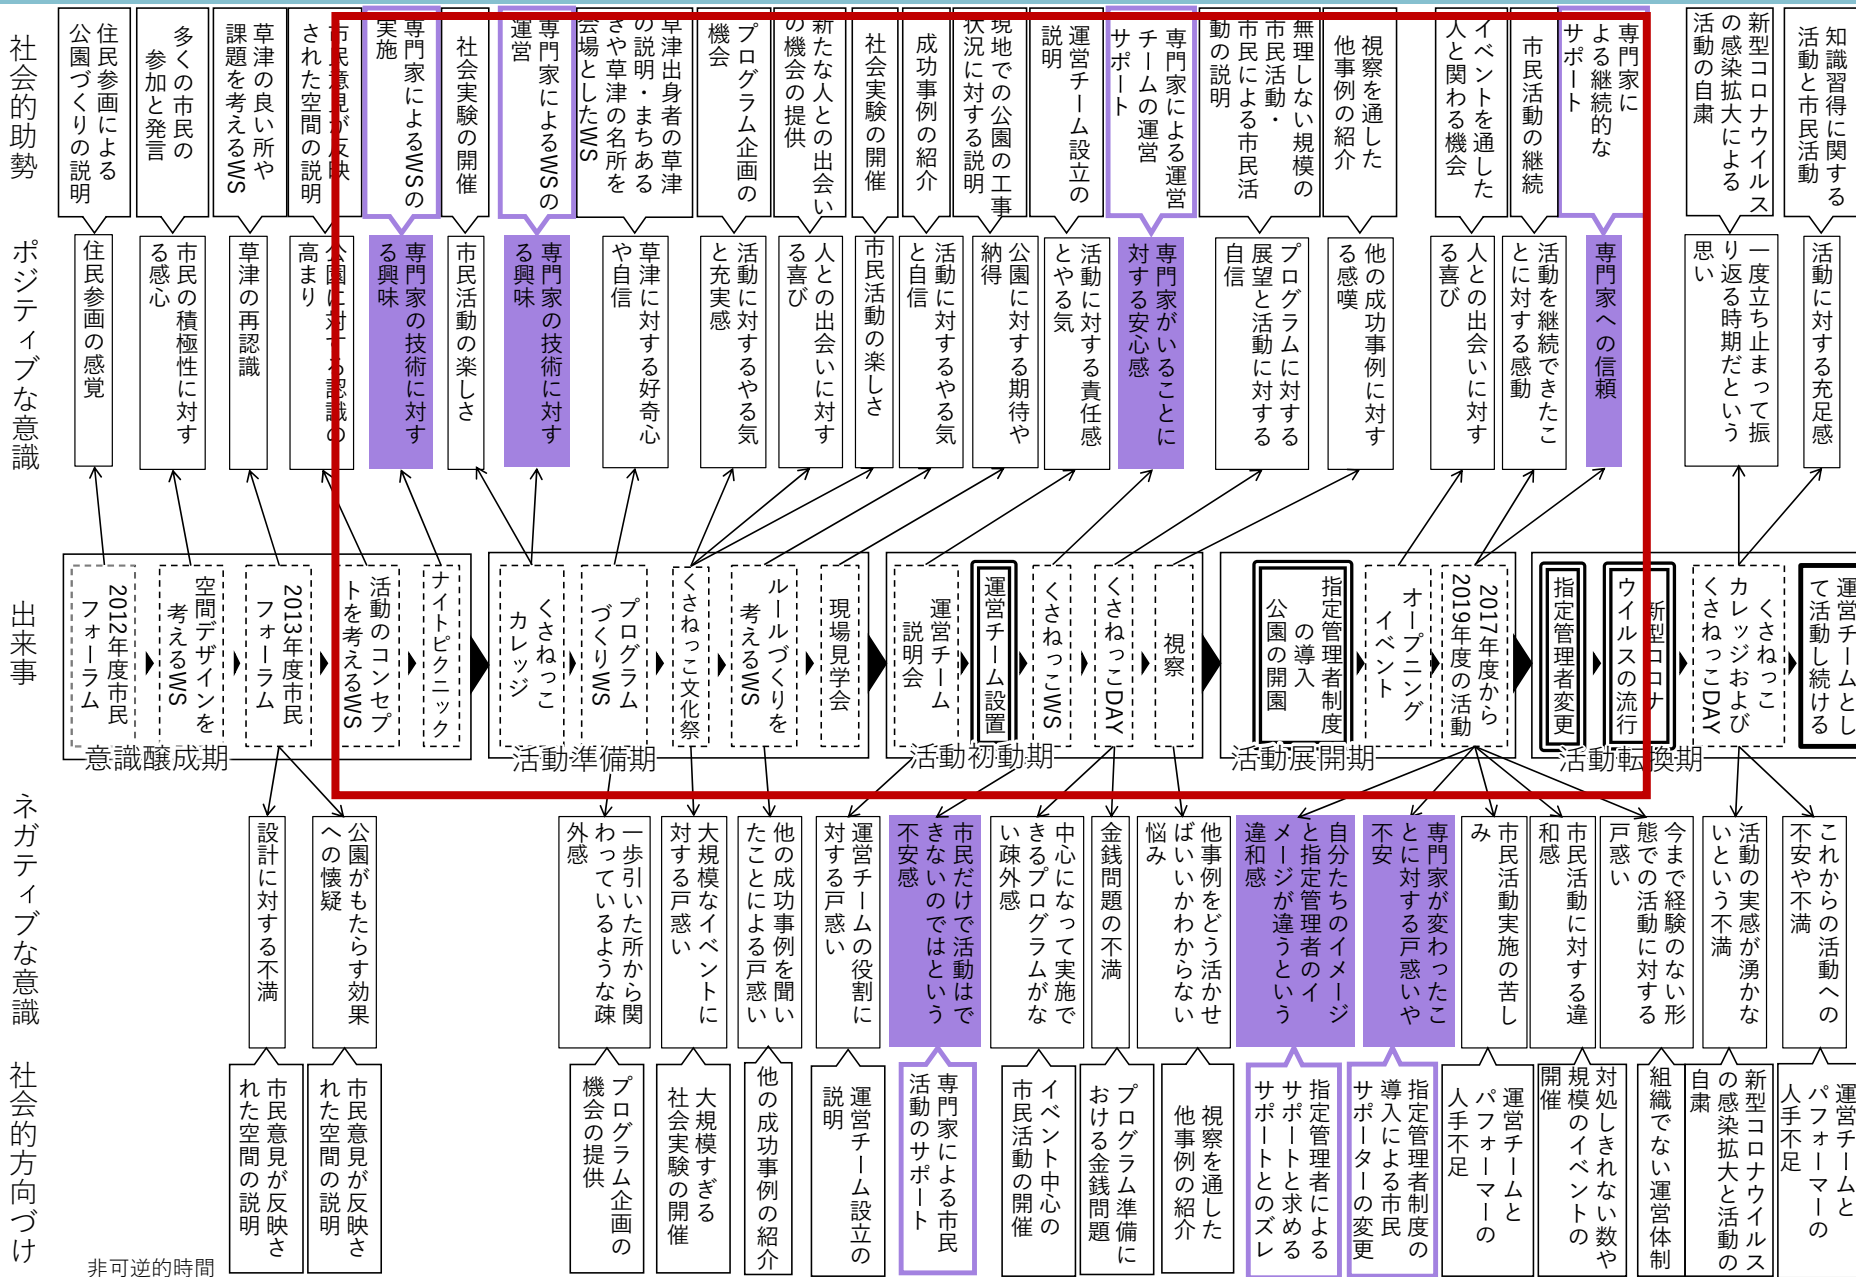 社会的助勢
住民参画による
公園づくりの説明
多くの市民の
参加と発言
草津の良い所や
課題を考えるWS
市民意見が反映
された空間の説明
専門家によるWSの
実施
社会実験の開催
専門家によるWSの
運営
草津出身者の草津
の説明・まちある
きや草津の名所を
会場としたWS
プログラム企画の
機会
新たな人との出会い
の機会の提供
社会実験の開催
成功事例の紹介
現地での公園の工事
状況に対する説明
運営チーム設立の
説明
専門家による運営
チームの運営
サポート
無理しない規模の
市民活動・
市民による市民活
動の説明
視察を通した
他事例の紹介
イベントを通した
人と関わる機会
市民活動の継続
専門家に
よる継続的な
サポート
新型コロナウイルス
の感染拡大による
活動の自粛
知識習得に関する
活動と市民活動
ポジティブな意識
住民参画の感覚
市民の積極性に対す
る感心
草津の再認識
公園に対する認識の
高まり
専門家の技術に対す
る興味
市民活動の楽しさ
専門家の技術に対す
る興味
草津に対する好奇心
や自信
活動に対するやる気
と充実感
人との出会いに対す
る喜び
市民活動の楽しさ
活動に対するやる気
と自信
公園に対する期待や
納得
活動に対する責任感
とやる気
専門家がいることに
対する安心感
プログラムに対する
展望と活動に対する
自信
他の成功事例に対す
る感嘆
人との出会いに対す
る喜び
活動を継続できたこ
とに対する感動
専門家への信頼
一度立ち止まって振
り返る時期だという
思い
活動に対する充足感
出来事
2012年度市民
フォーラム
空間デザインを
考えるWS
2013年度市民
フォーラム
活動のコンセプ
トを考えるWS
ナイトピクニック
意識醸成期
くさねっこ
カレッジ
プログラム
づくりWS
くさねっこ文化祭
ルールづくりを
考えるWS
現場見学会
活動準備期
運営チーム
説明会
運営チーム設置
くさねっこWS
くさねっこDAY
視察
活動初動期
指定管理者制度
の導入
公園の開園
オープニング
イベント
2017年度から
2019年度の活動
活動展開期
指定管理者変更
新型コロナ
ウイルスの流行
くさねっこ
カレッジおよび
くさねっこDAY
運営チームとし
て活動し続ける
活動転換期
ネガティブな意識
設計に対する不満
公園がもたらす効果
への懐疑
一歩引いた所から関
わっているような疎
外感
大規模なイベントに
対する戸惑い
他の成功事例を聞い
たことによる戸惑い
運営チームの役割に
対する戸惑い
市民だけで活動はで
きないのではという
不安感
中心になって実施で
きるプログラムがな
い疎外感
金銭問題の不満
他事例をどう活かせ
ばいいかわからない
悩み
自分たちのイメージ
と指定管理者のイ
メージが違うという
違和感
専門家が変わったこ
とに対する戸惑いや
不安
市民活動実施の苦し
み
市民活動に対する違
和感
今まで経験のない形
態での活動に対する
戸惑い
活動の実感が湧かな
いという不満
これからの活動への
不安や不満
社会的方向づけ
市民意見が反映さ
れた空間の説明
市民意見が反映さ
れた空間の説明
プログラム企画の
機会の提供
大規模すぎる
社会実験の開催
他の成功事例の紹介
運営チーム設立の
説明
専門家による市民
活動のサポート
イベント中心の
市民活動の開催
プログラム準備に
おける金銭問題
視察を通した
他事例の紹介
指定管理者による
サポートと求める
サポートとのズレ
指定管理者制度の
導入による市民
サポーターの変更
運営チームと
パフォーマーの
人手不足
対処しきれない数や
規模のイベントの
開催
組織でない運営体制
新型コロナウイルス
の感染拡大と活動の
自粛
運営チームと
パフォーマーの
人手不足
非可逆的時間